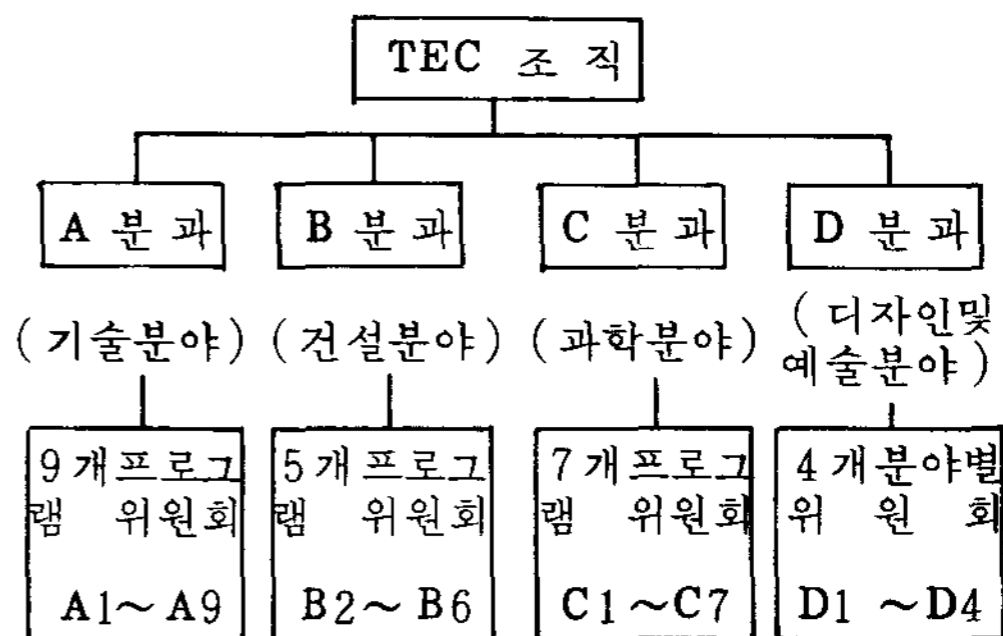 TEC 조 직
A 분 과
B 분 과
C 분 과
D 분 과
(기술분야)
(건설분야)
(과학분야)
(디자인및
예술분야)
9개프로그
램 위원회
A1~A9
5개프로그
램 위원회
B2~B6
7개프로그
램 위원회
C1~C7
4개분야별
위 원 회
D1~D4